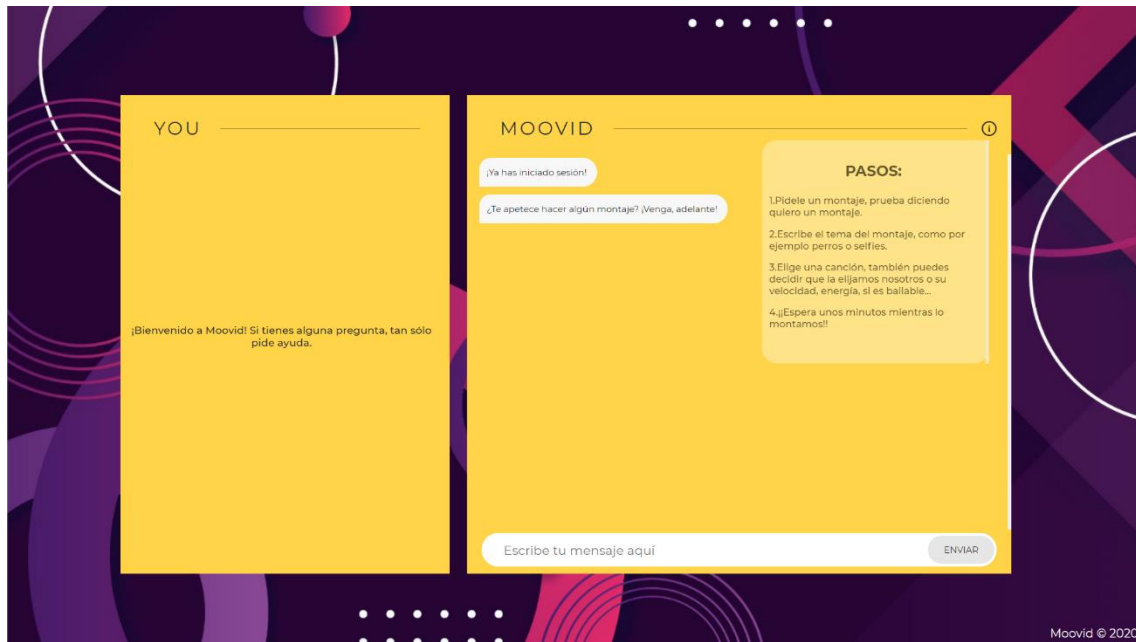 YOU
¡Bienvenido a Moovid! Si tienes alguna pregunta, tan sólo
pide ayuda.
MOOVID
¡Ya has iniciado sesión!
¿Te apetece hacer algún montaje? ¡Venga, adelante!
PASOS:
1.Pídele un montaje, prueba diciendo
quiero un montaje.
2.Escribe el tema del montaje, como por
ejemplo perros o selfies.
3.Elige una canción, también puedes
decidir que la elijamos nosotros o su
velocidad, energía, si es bailable...
4.¡¡Espera unos minutos mientras lo
montamos!!
Escribe tu mensaje aquí
ENVIAR
Moovid © 2020